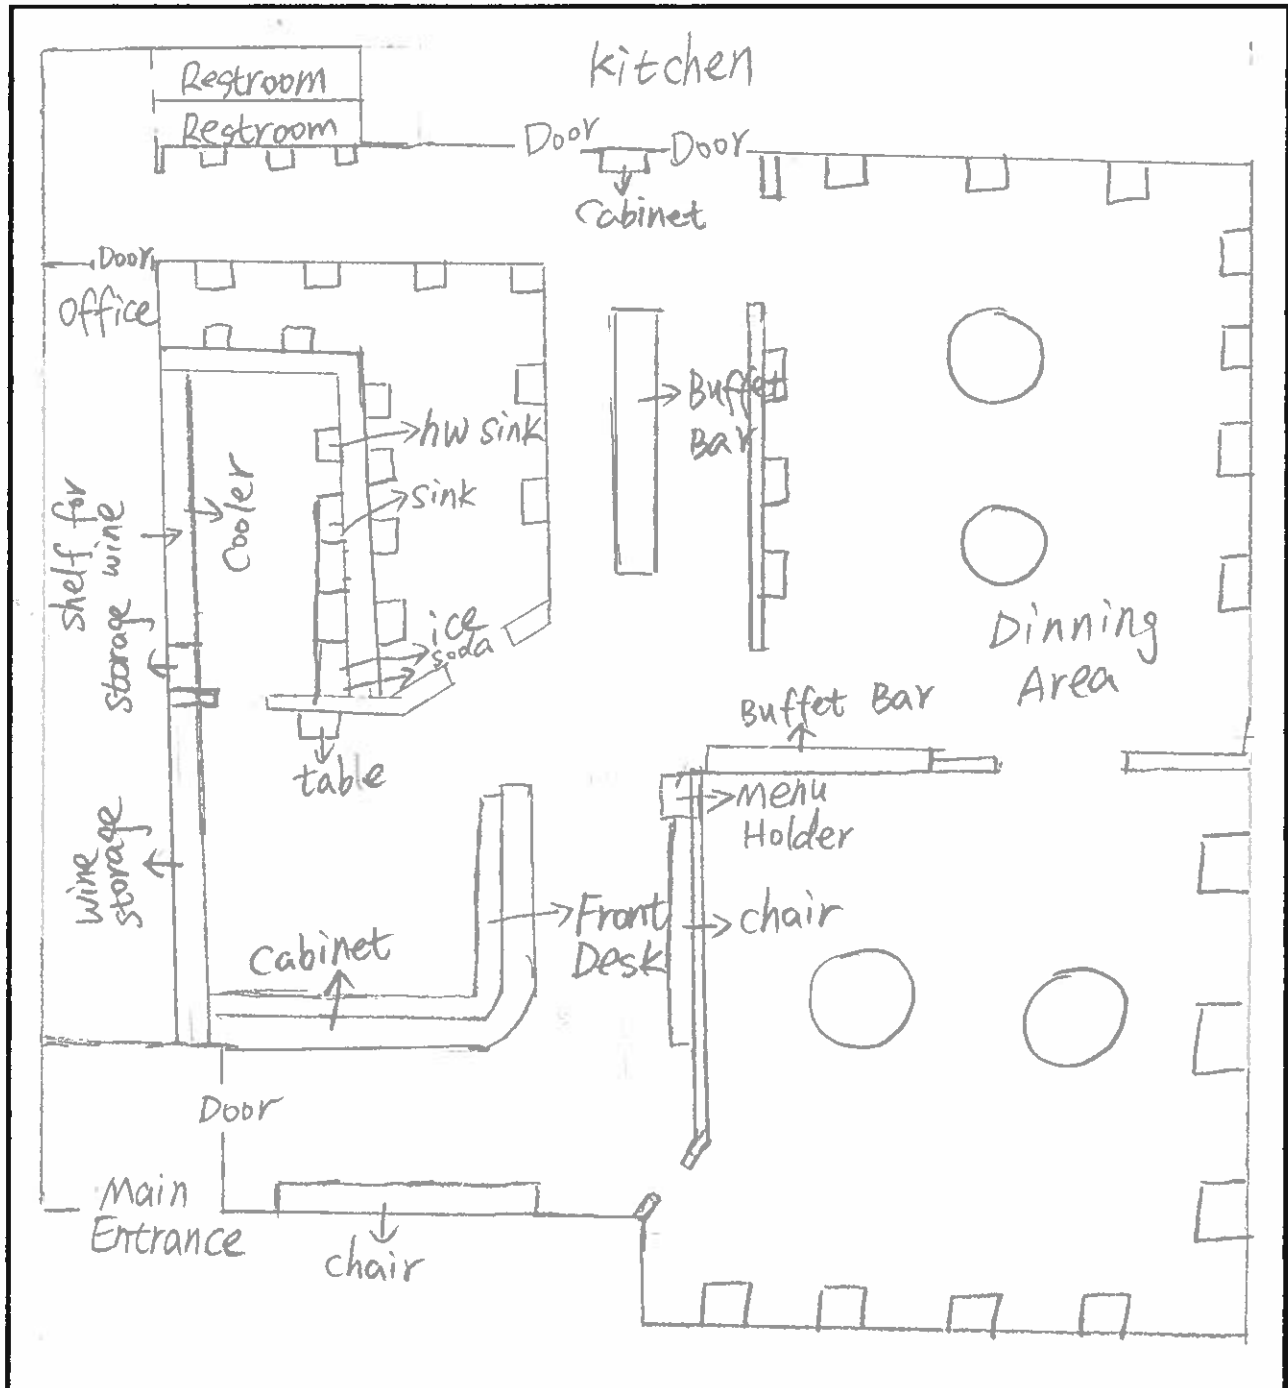 kitchen
Restroom
Restroom
Door
Door
Cabinet
Door
Office
Buffet
Bar
hw sink
sink
Cooler
shelf for
storage wine
ice
soda
Dinning
Area
table
Buffet Bar
menu
Holder
wine
storage
Front
Desk
chair
Cabinet
Door
Main
Entrance
chair